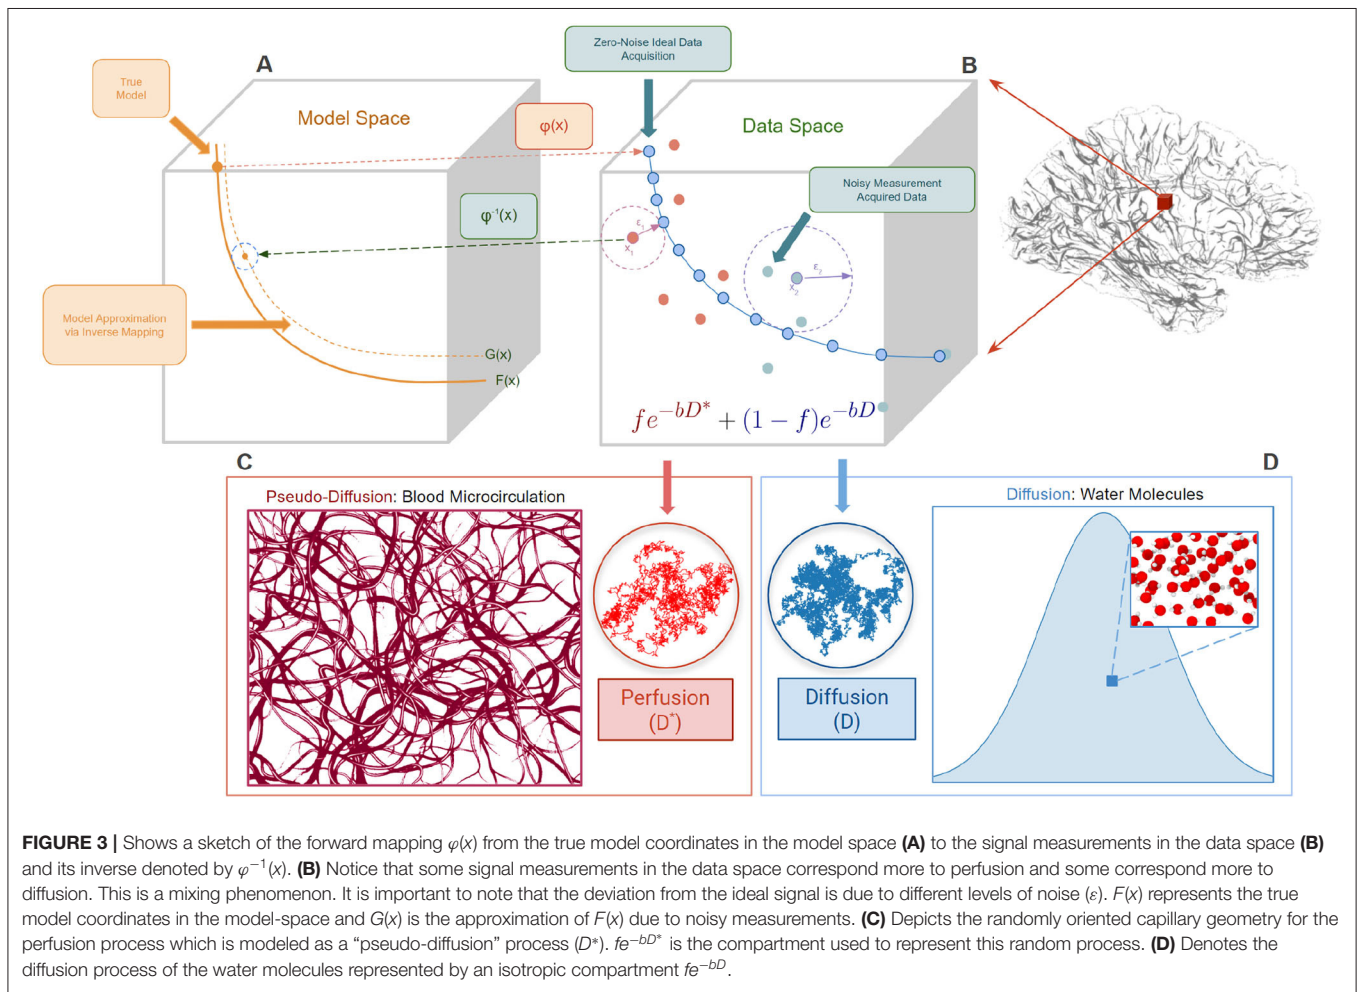 A
True
Model
Model Space
φ(x)
φ⁻¹(x)
Model Approximation
via Inverse Mapping
G(x)
F(x)
Zero-Noise Ideal Data
Acquisition
B
Data Space
Noisy Measurement
Acquired Data
ε₁
x₁
ε₂
x₂
fe^{−bD*} + (1 − f)e^{−bD}
C
Pseudo-Diffusion: Blood Microcirculation
Perfusion
(D*)
D
Diffusion: Water Molecules
Diffusion
(D)
FIGURE 3 | Shows a sketch of the forward mapping φ(x) from the true model coordinates in the model space (A) to the signal measurements in the data space (B)
and its inverse denoted by φ⁻¹(x). (B) Notice that some signal measurements in the data space correspond more to perfusion and some correspond more to
diffusion. This is a mixing phenomenon. It is important to note that the deviation from the ideal signal is due to different levels of noise (ε). F(x) represents the true
model coordinates in the model-space and G(x) is the approximation of F(x) due to noisy measurements. (C) Depicts the randomly oriented capillary geometry for the
perfusion process which is modeled as a “pseudo-diffusion” process (D*). fe^{−bD*} is the compartment used to represent this random process. (D) Denotes the
diffusion process of the water molecules represented by an isotropic compartment fe^{−bD}.